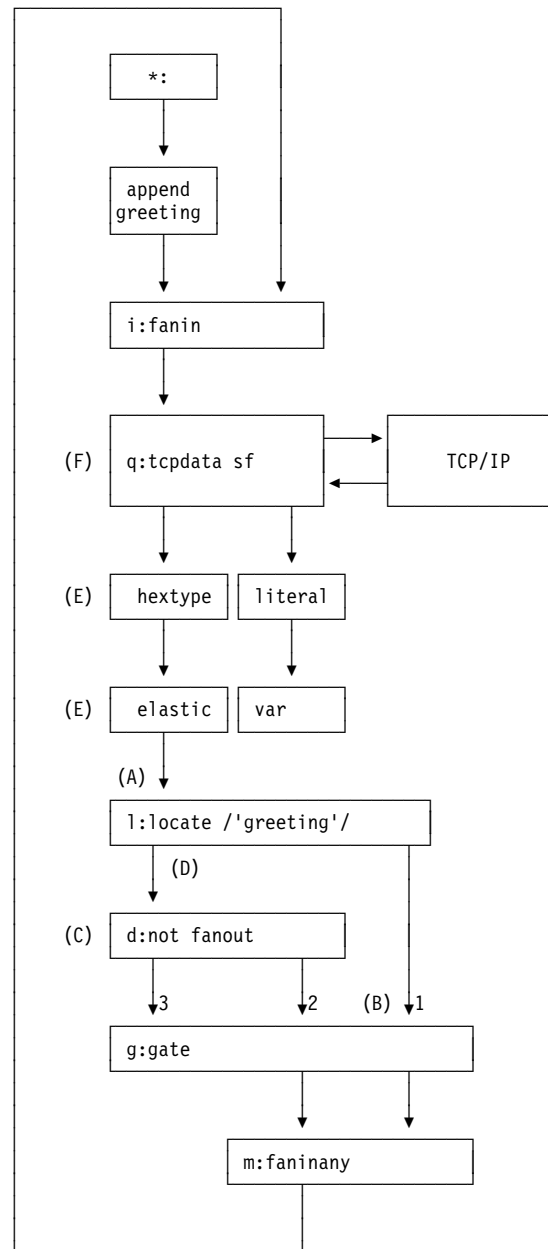 *:
append
greeting
i:fanin
(F) q:tcpdata sf TCP/IP
(E) hextype literal
(E) elastic var
(A)
l:locate /'greeting'/
(D)
(C) d:not fanout
3 2 (B) 1
g:gate
m:faninany